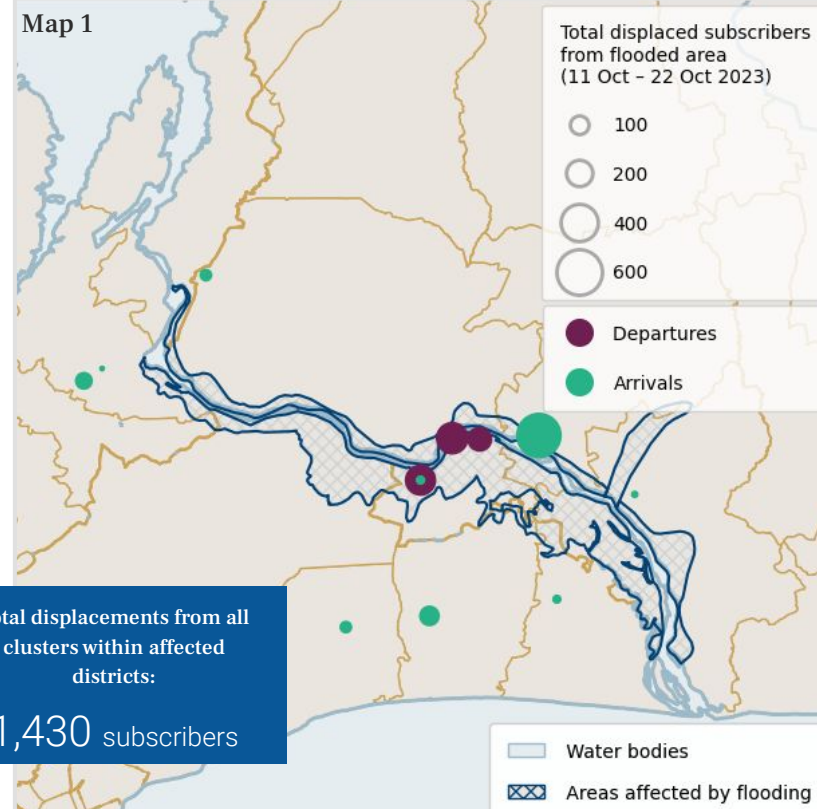 Map 1
Total displaced subscribers
from flooded area
(11 Oct – 22 Oct 2023)
100
200
400
600
Departures
Arrivals
displacements from all
clusters within affected
districts:
1,430 subscribers
Water bodies
Areas affected by flooding